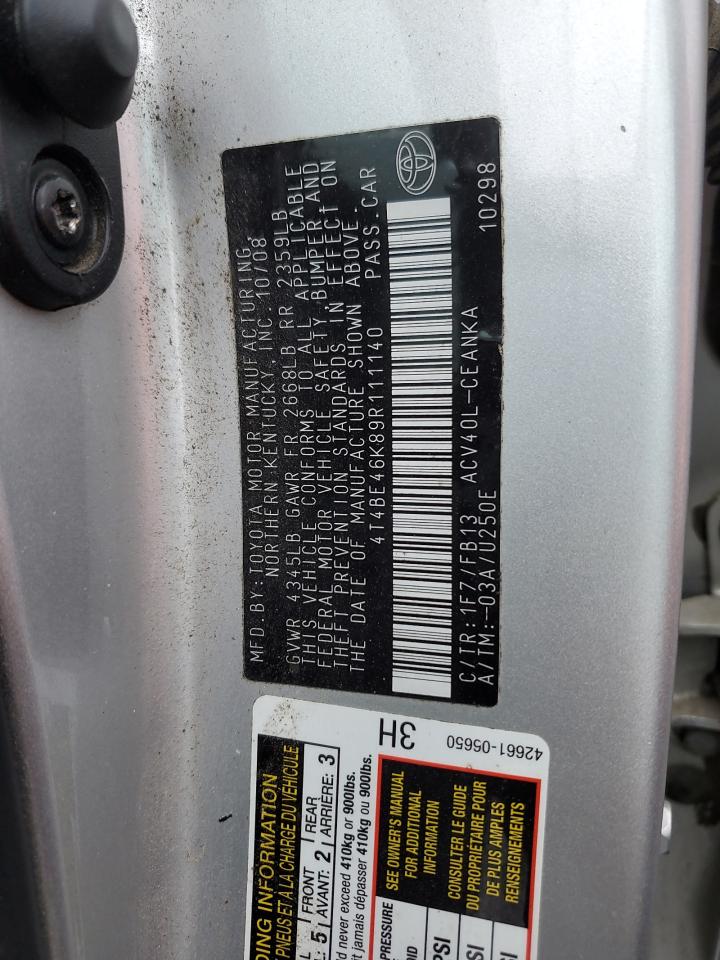 MFD.BY:TOYOTA MOTOR MANUFACTURING,
NORTHERN KENTUCKY, INC 10/08
GVWR 4345LB GAWR FR 2668LB RR 2359LB
THIS VEHICLE CONFORMS TO ALL APPLICABLE
FEDERAL MOTOR VEHICLE SAFETY, BUMPER AND
THEFT PREVENTION STANDARDS IN EFFECT ON
THE DATE OF MANUFACTURE SHOWN ABOVE.
4T4BE46K89R111140 PASS.CAR
C/TR:1F7/FB13 ACV40L-CEANKA
A/TM:-03A/U250E 10298
DING INFORMATION
PNEUS ET À LA CHARGE DU VÉHICULE
5 FRONT 2 REAR 3
AVANT: ARRIÈRE:
never exceed 410kg or 900lbs.
jamais dépasser 410kg ou 900lbs.
3H
42661-05650
PRESSURE
PSI
PSI
PSI
SEE OWNER'S MANUAL
FOR ADDITIONAL
INFORMATION
CONSULTER LE GUIDE
DU PROPRIÉTAIRE POUR
DE PLUS AMPLES
RENSEIGNEMENTS